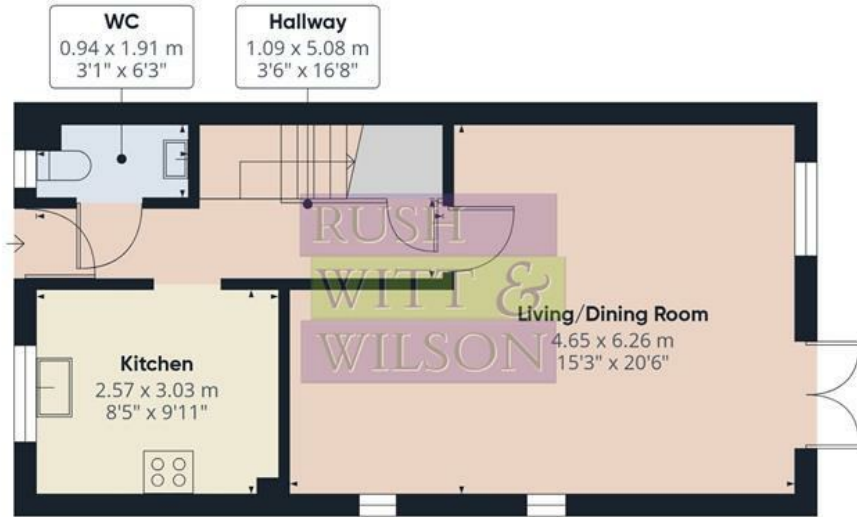 WC
0.94 x 1.91 m
3'1" x 6'3"
Hallway
1.09 x 5.08 m
3'6" x 16'8"
RUSH
WITT &
WILSON
Living/Dining Room
4.65 x 6.26 m
15'3" x 20'6"
Kitchen
2.57 x 3.03 m
8'5" x 9'11"